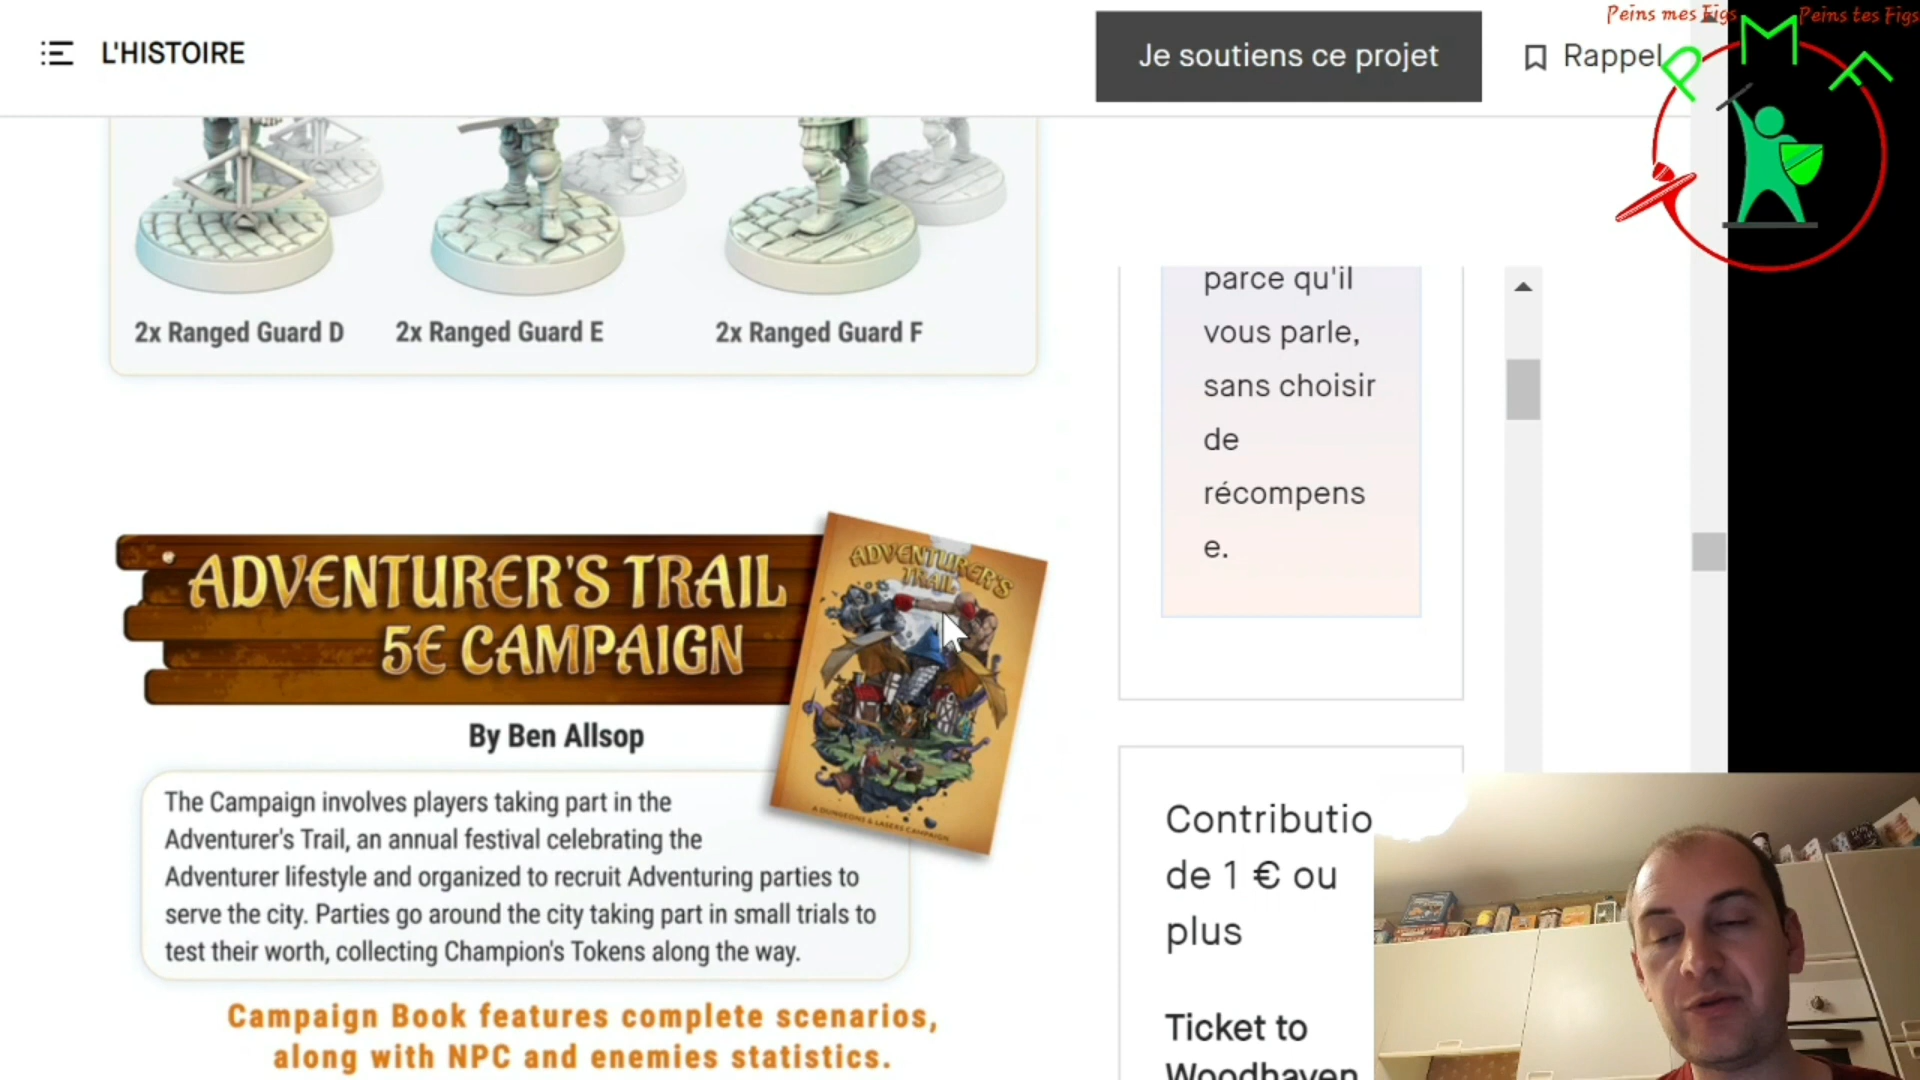 Peins mes Figs Peins tes Figs
P M F
L'HISTOIRE
Je soutiens ce projet
Rappel
2x Ranged Guard D
2x Ranged Guard E
2x Ranged Guard F
parce qu'il
vous parle,
sans choisir
de
récompens
e.
ADVENTURER'S TRAIL
5E CAMPAIGN
By Ben Allsop
ADVENTURER'S
TRAIL
A DUNGEONS & LASERS CAMPAIGN
The Campaign involves players taking part in the
Adventurer's Trail, an annual festival celebrating the
Adventurer lifestyle and organized to recruit Adventuring parties to
serve the city. Parties go around the city taking part in small trials to
test their worth, collecting Champion's Tokens along the way.
Campaign Book features complete scenarios,
along with NPC and enemies statistics.
Contributio
de 1 € ou
plus
Ticket to
Woodhaven